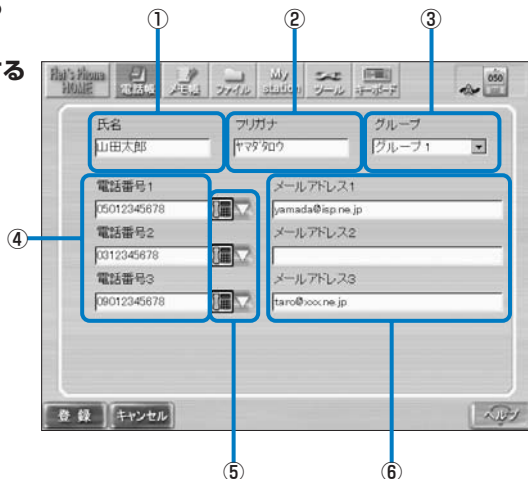 ① ② ③
する
Flet's Phone HOME 電話帳 メモ帳 ファイル My station ツール キーボード 050
氏名 フリガナ グループ
山田太郎 ヤマダタロウ グループ1
電話番号1 メールアドレス1
05012345678 yamada@isp.ne.jp
④
電話番号2 メールアドレス2
0312345678
電話番号3 メールアドレス3
09012345678 taro@xxx.ne.jp
登録 キャンセル ヘルプ
⑤ ⑥